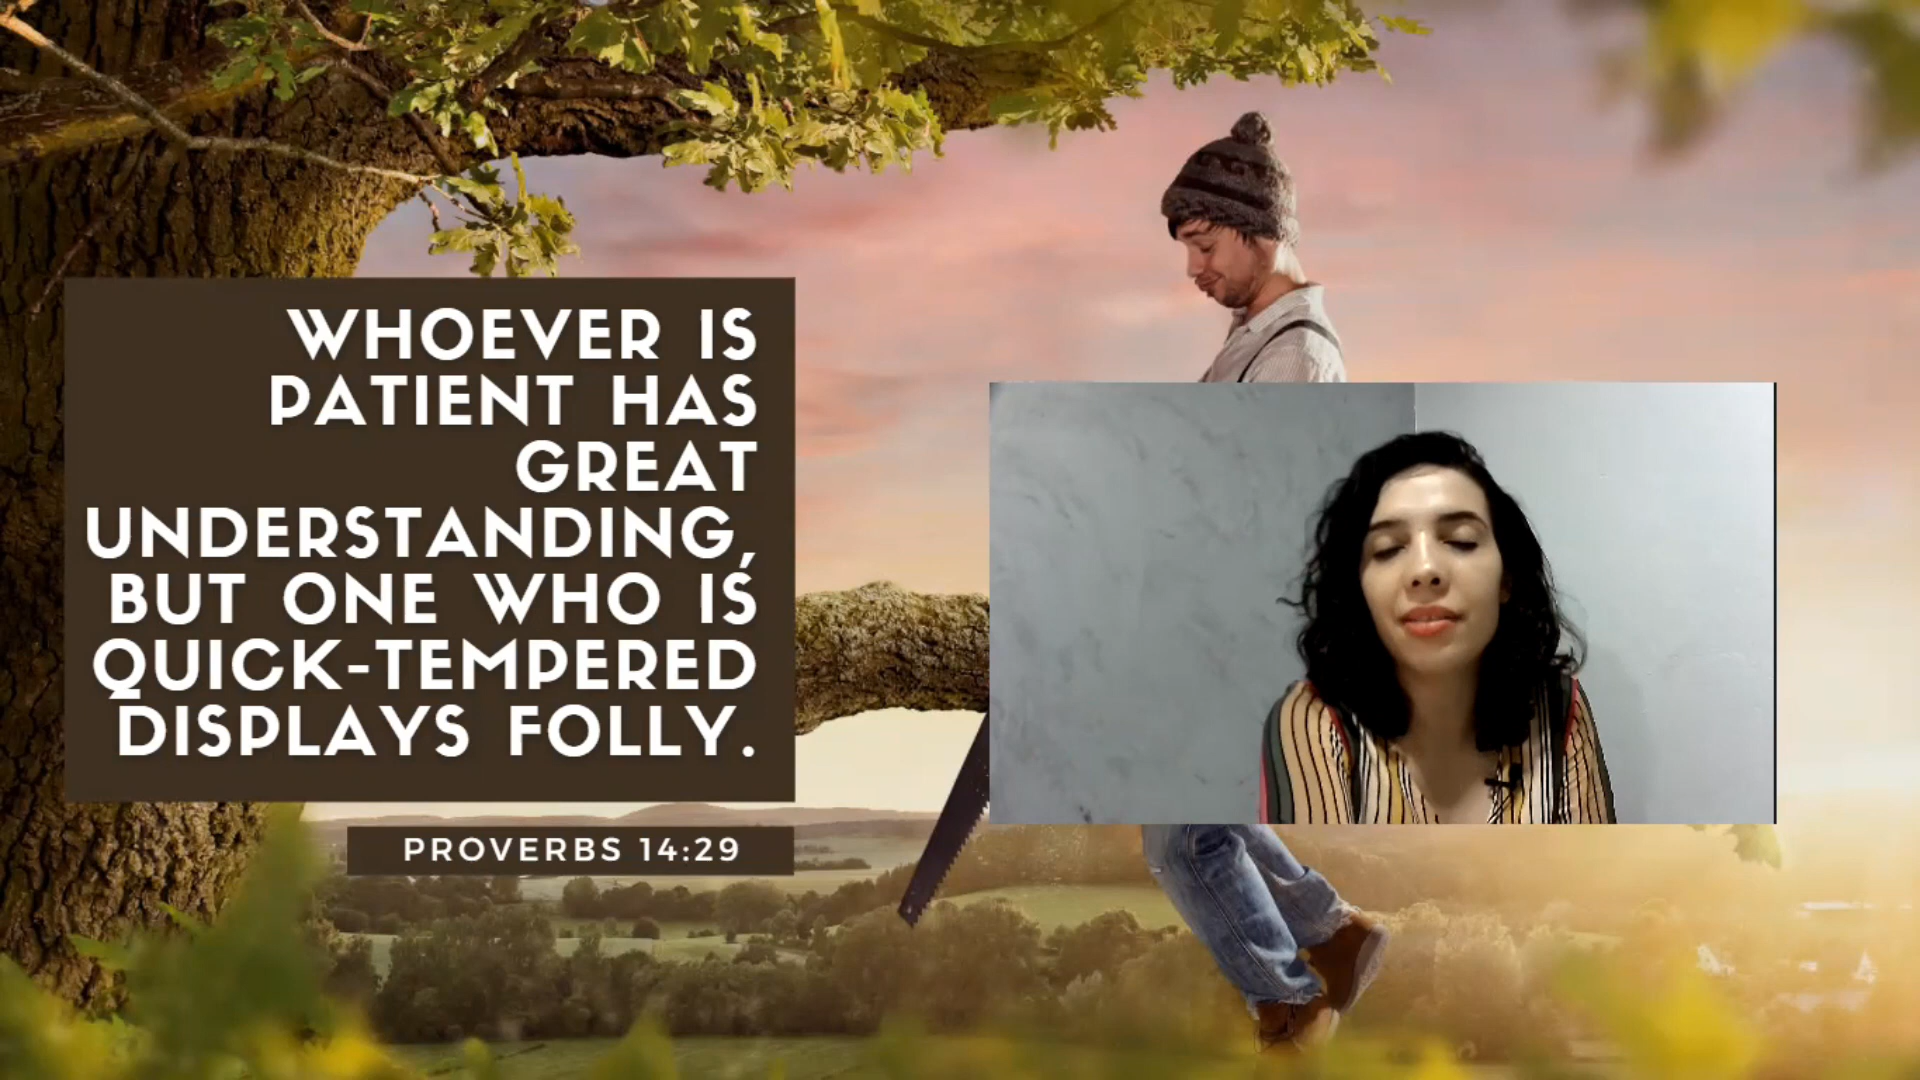 WHOEVER IS
PATIENT HAS
GREAT
UNDERSTANDING,
BUT ONE WHO IS
QUICK-TEMPERED
DISPLAYS FOLLY.
PROVERBS 14:29